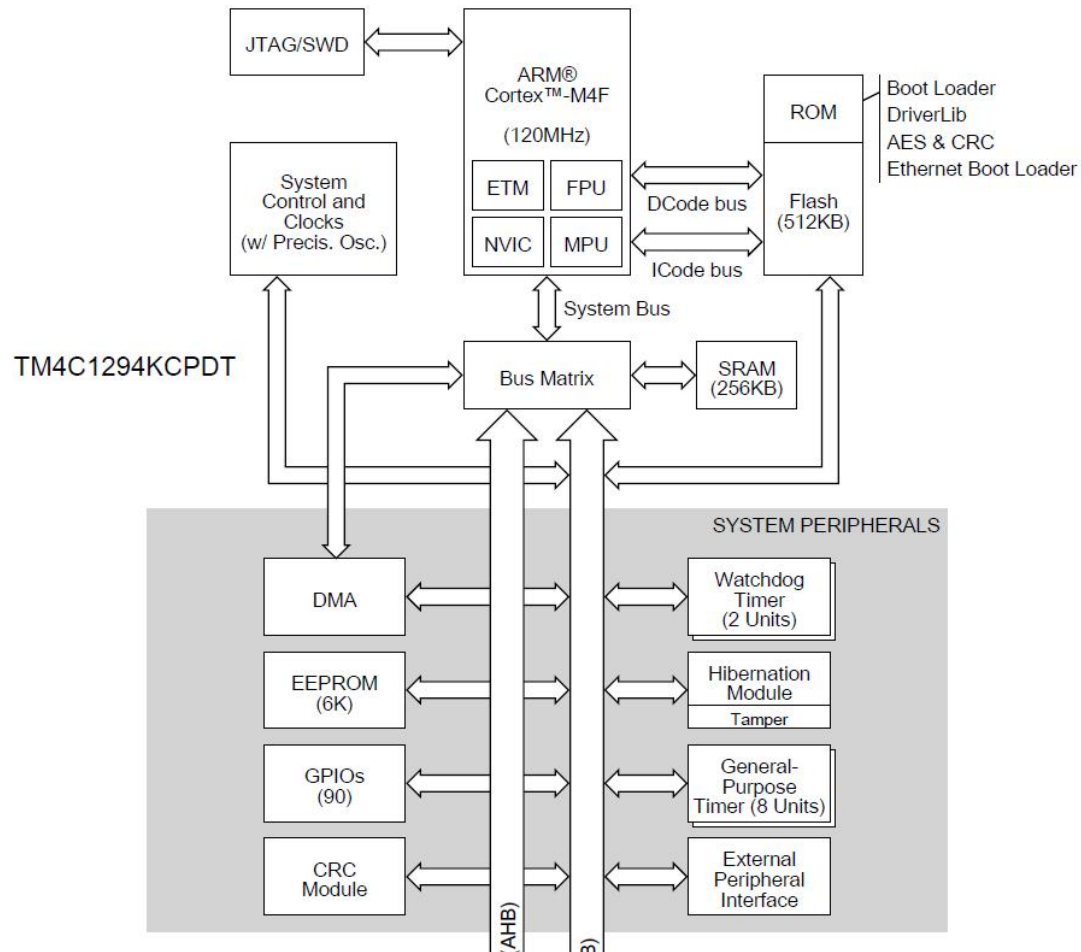 JTAG/SWD
ARM®
Cortex™-M4F
(120MHz)
ETM
FPU
NVIC
MPU
ROM
Boot Loader
DriverLib
AES & CRC
Ethernet Boot Loader
Flash
(512KB)
DCode bus
ICode bus
System
Control and
Clocks
(w/ Precis. Osc.)
System Bus
TM4C1294KCPDT
Bus Matrix
SRAM
(256KB)
SYSTEM PERIPHERALS
DMA
Watchdog
Timer
(2 Units)
EEPROM
(6K)
Hibernation
Module
Tamper
GPIOs
(90)
General-
Purpose
Timer (8 Units)
CRC
Module
External
Peripheral
Interface
(AHB